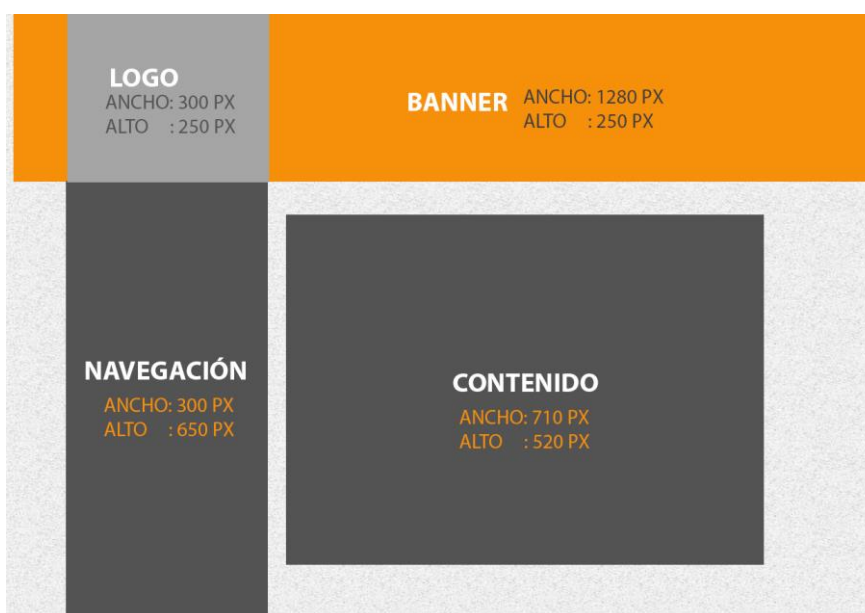 LOGO
ANCHO: 300 PX
ALTO : 250 PX
BANNER
ANCHO: 1280 PX
ALTO : 250 PX
NAVEGACIÓN
ANCHO: 300 PX
ALTO : 650 PX
CONTENIDO
ANCHO: 710 PX
ALTO : 520 PX